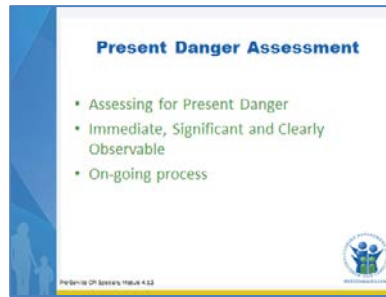 Present Danger Assessment
• Assessing for Present Danger
• Immediate, Significant and Clearly
Observable
• On-going process